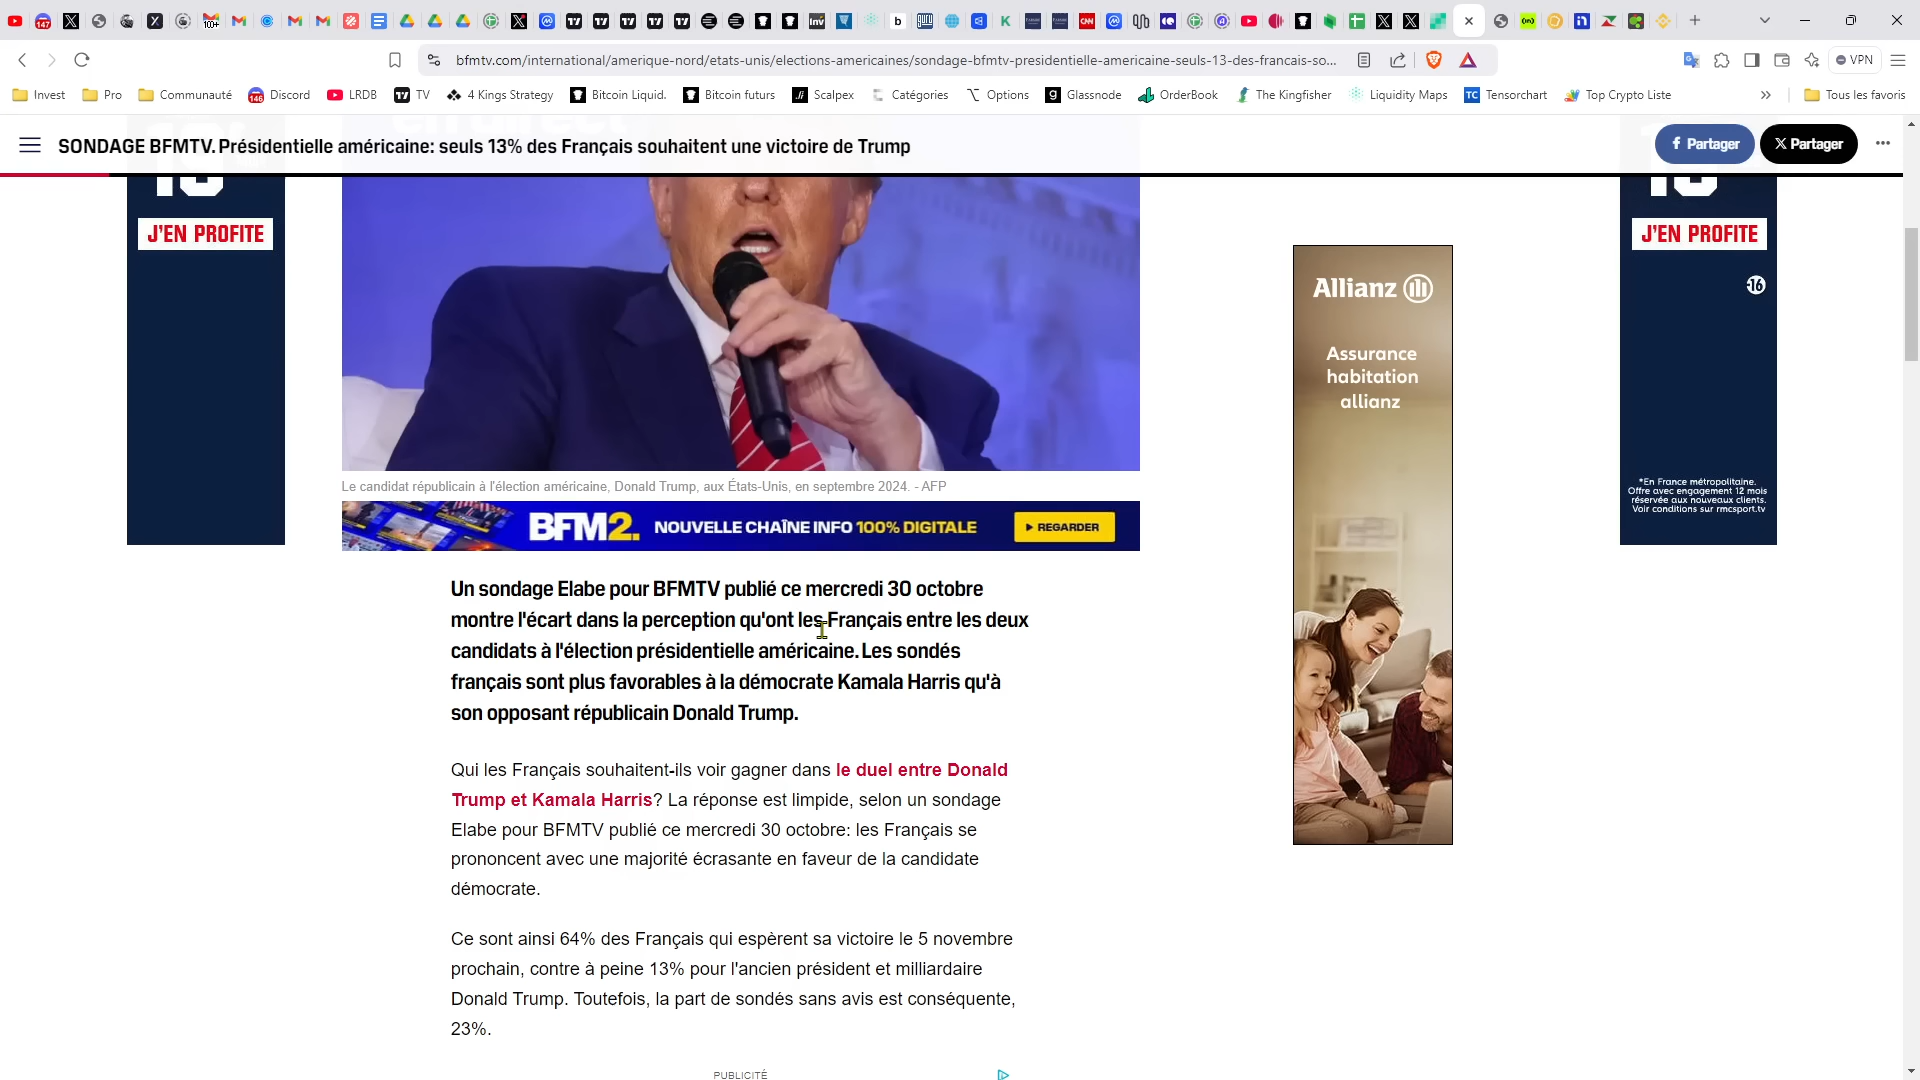 147
100+
bfmtv.com/international/amerique-nord/etats-unis/elections-americaines/sondage-bfmtv-presidentielle-americaine-seuls-13-des-francais-so...
VPN
Invest
Pro
Communauté
146
Discord
LRDB
TV
4 Kings Strategy
Bitcoin Liquid.
Bitcoin futurs
Scalpex
Catégories
Options
Glassnode
OrderBook
The Kingfisher
Liquidity Maps
TC Tensorchart
Top Crypto Liste
»
Tous les favoris
SONDAGE BFMTV. Présidentielle américaine: seuls 13% des Français souhaitent une victoire de Trump
f Partager
X Partager
J'EN PROFITE
J'EN PROFITE
-16
Allianz
Assurance
habitation
allianz
*En France métropolitaine.
Offre avec engagement 12 mois
réservée aux nouveaux clients.
Voir conditions sur rmcsport.tv
Le candidat républicain à l'élection américaine, Donald Trump, aux États-Unis, en septembre 2024. - AFP
BFM2. NOUVELLE CHAÎNE INFO 100% DIGITALE
REGARDER
Un sondage Elabe pour BFMTV publié ce mercredi 30 octobre
montre l'écart dans la perception qu'ont les Français entre les deux
candidats à l'élection présidentielle américaine. Les sondés
français sont plus favorables à la démocrate Kamala Harris qu'à
son opposant républicain Donald Trump.
Qui les Français souhaitent-ils voir gagner dans le duel entre Donald
Trump et Kamala Harris? La réponse est limpide, selon un sondage
Elabe pour BFMTV publié ce mercredi 30 octobre: les Français se
prononcent avec une majorité écrasante en faveur de la candidate
démocrate.
Ce sont ainsi 64% des Français qui espèrent sa victoire le 5 novembre
prochain, contre à peine 13% pour l'ancien président et milliardaire
Donald Trump. Toutefois, la part de sondés sans avis est conséquente,
23%.
PUBLICITÉ